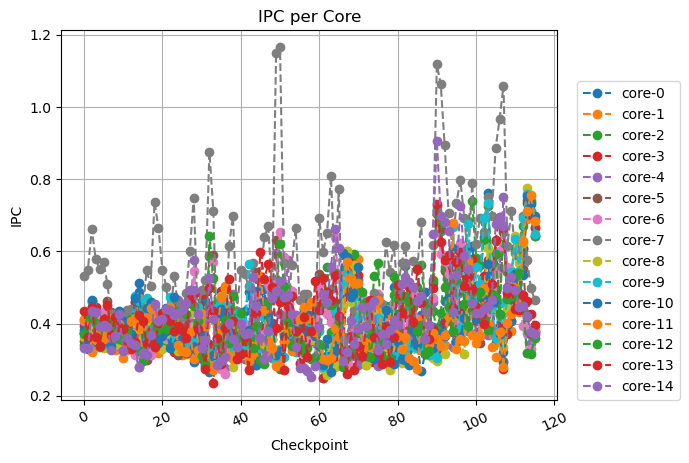 IPC per Core
1.2
1.0
0.8
0.6
0.4
0.2
IPC
0
20
40
60
80
100
120
Checkpoint
core-0
core-1
core-2
core-3
core-4
core-5
core-6
core-7
core-8
core-9
core-10
core-11
core-12
core-13
core-14